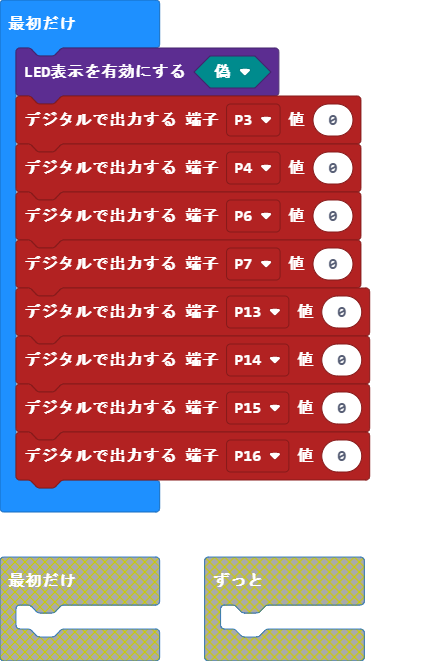 最初だけ
LED表示を有効にする 偽
デジタルで出力する 端子 P3 値 0
デジタルで出力する 端子 P4 値 0
デジタルで出力する 端子 P6 値 0
デジタルで出力する 端子 P7 値 0
デジタルで出力する 端子 P13 値 0
デジタルで出力する 端子 P14 値 0
デジタルで出力する 端子 P15 値 0
デジタルで出力する 端子 P16 値 0
最初だけ
ずっと